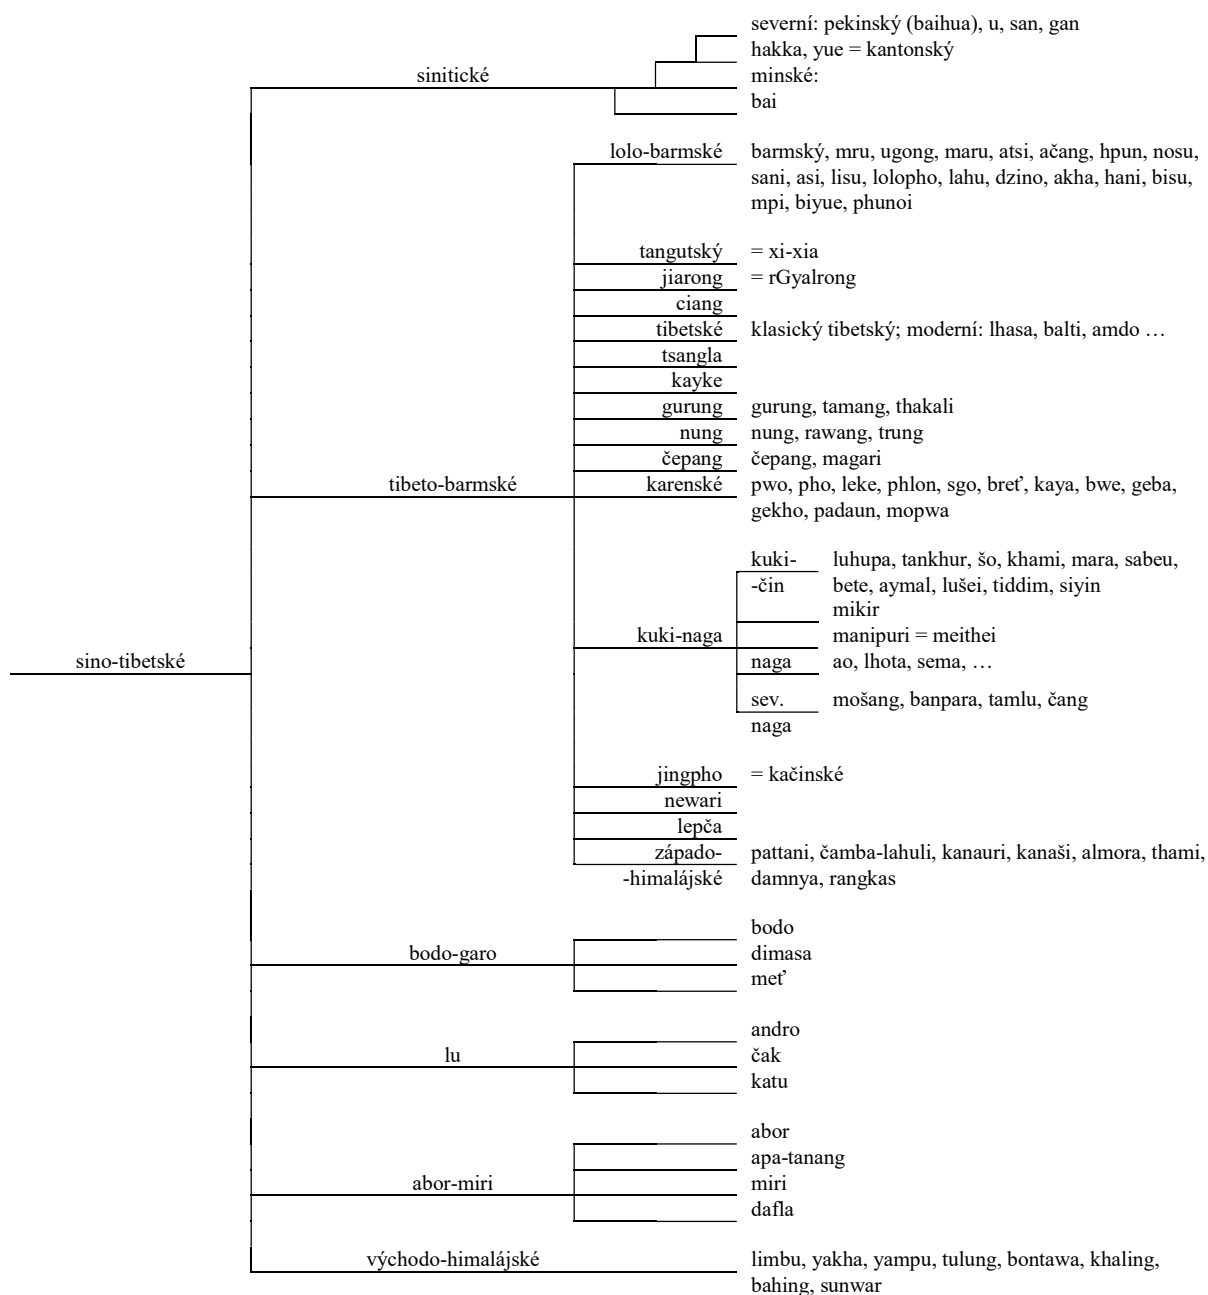 severní: pekinský (baihua), u, san, gan
hakka, yue = kantonský
sinitické
minské:
bai
lolo-barmské
barmský, mru, ugong, maru, atsi, ačang, hpun, nosu,
sani, asi, lisu, lolopho, lahu, dzino, akha, hani, bisu,
mpi, biyue, phunoi
tangutský = xi-xia
jiarong = rGyalrong
ciang
tibetské klasický tibetský; moderní: lhasa, balti, amdo …
tsangla
kayke
gurung gurung, tamang, thakali
nung nung, rawang, trung
čepang čepang, magari
tibeto-barmské
karenské pwo, pho, leke, phlon, sgo, breť, kaya, bwe, geba,
gekho, padaun, mopwa
kuki- luhupa, tankhur, šo, khami, mara, sabeu,
-čin bete, aymal, lušei, tiddim, siyin
mikir
kuki-naga
manipuri = meithei
sino-tibetské
naga ao, lhota, sema, …
sev. mošang, banpara, tamlu, čang
naga
jingpho = kačinské
newari
lepča
západo- pattani, čamba-lahuli, kanauri, kanaši, almora, thami,
-himalájské damnya, rangkas
bodo
bodo-garo
dimasa
meť
andro
lu
čak
katu
abor
apa-tanang
abor-miri
miri
dafla
východo-himalájské
limbu, yakha, yampu, tulung, bontawa, khaling,
bahing, sunwar